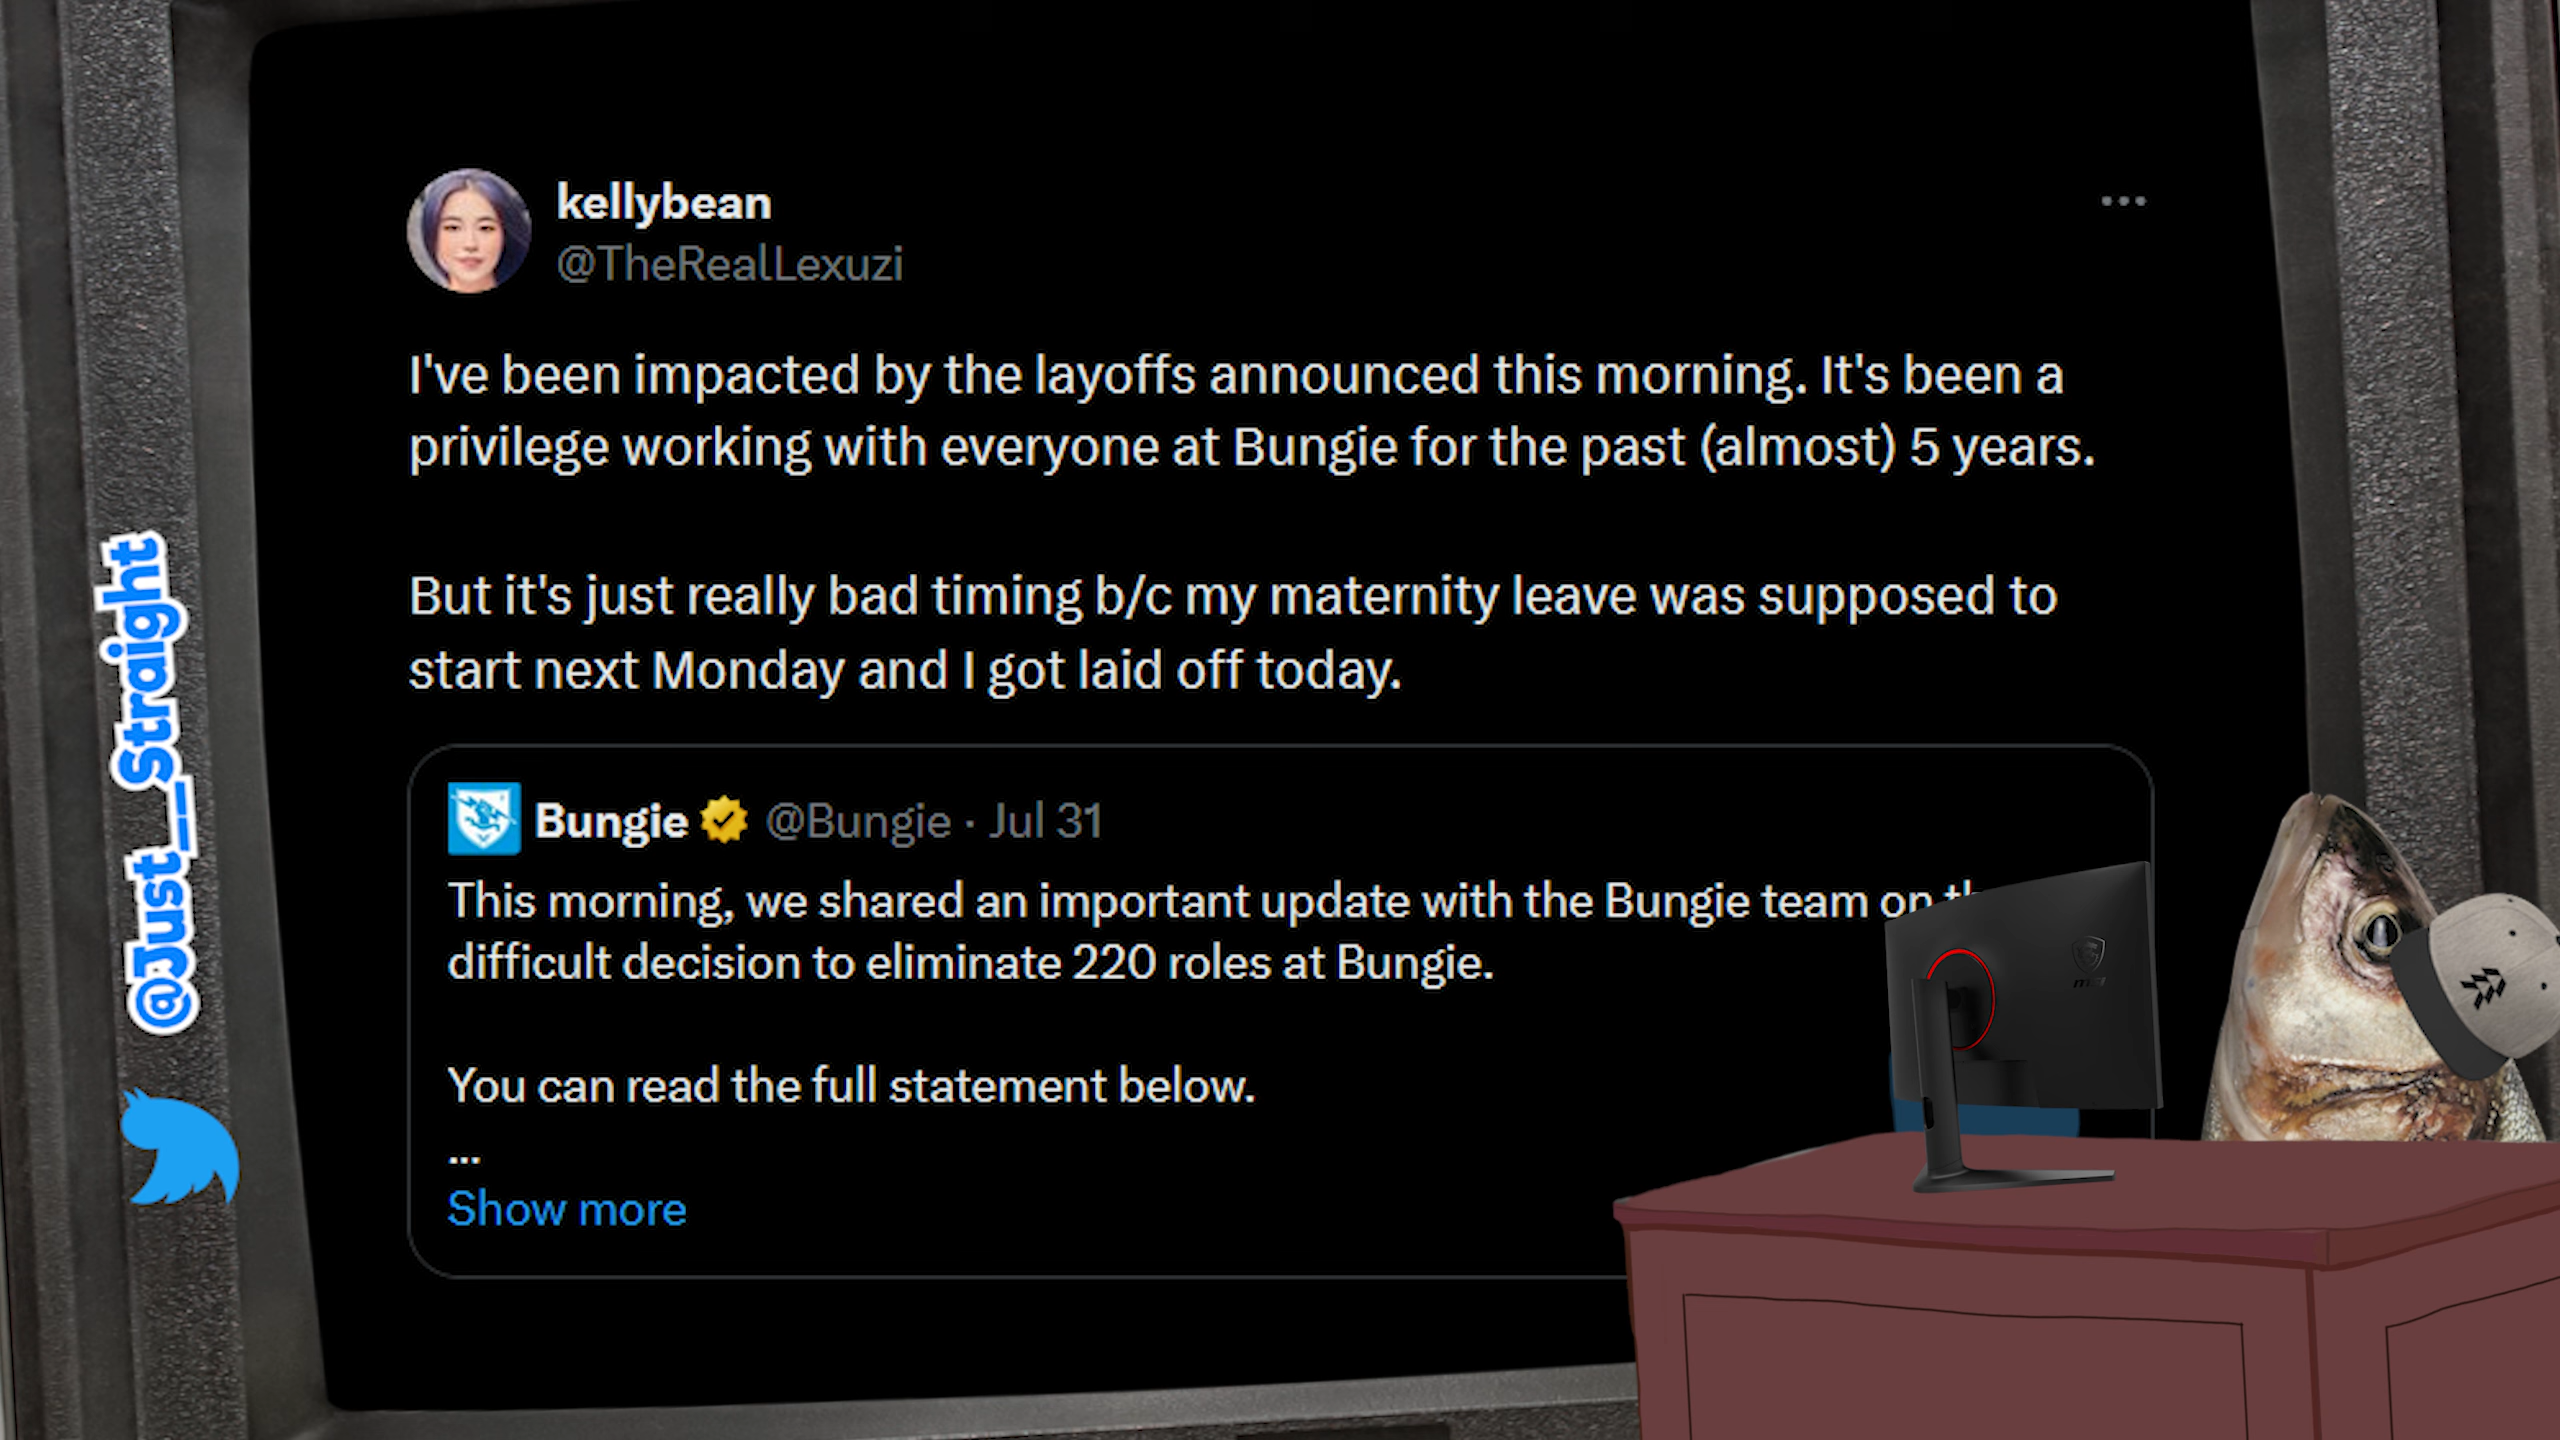 kellybean
@TheRealLexuzi
I've been impacted by the layoffs announced this morning. It's been a
privilege working with everyone at Bungie for the past (almost) 5 years.
But it's just really bad timing b/c my maternity leave was supposed to
start next Monday and I got laid off today.
Bungie @Bungie · Jul 31
This morning, we shared an important update with the Bungie team on
difficult decision to eliminate 220 roles at Bungie.
You can read the full statement below.
...
Show more
@Just__Straight
msi